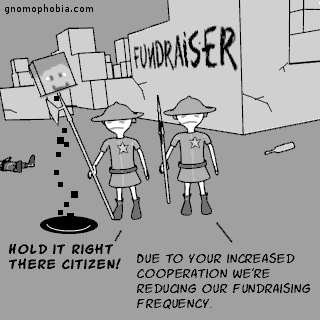 gnomophobia.com
FUNDRAISER
HOLD IT RIGHT
THERE CITIZEN!
DUE TO YOUR INCREASED
COOPERATION WE'RE
REDUCING OUR FUNDRAISING
FREQUENCY.